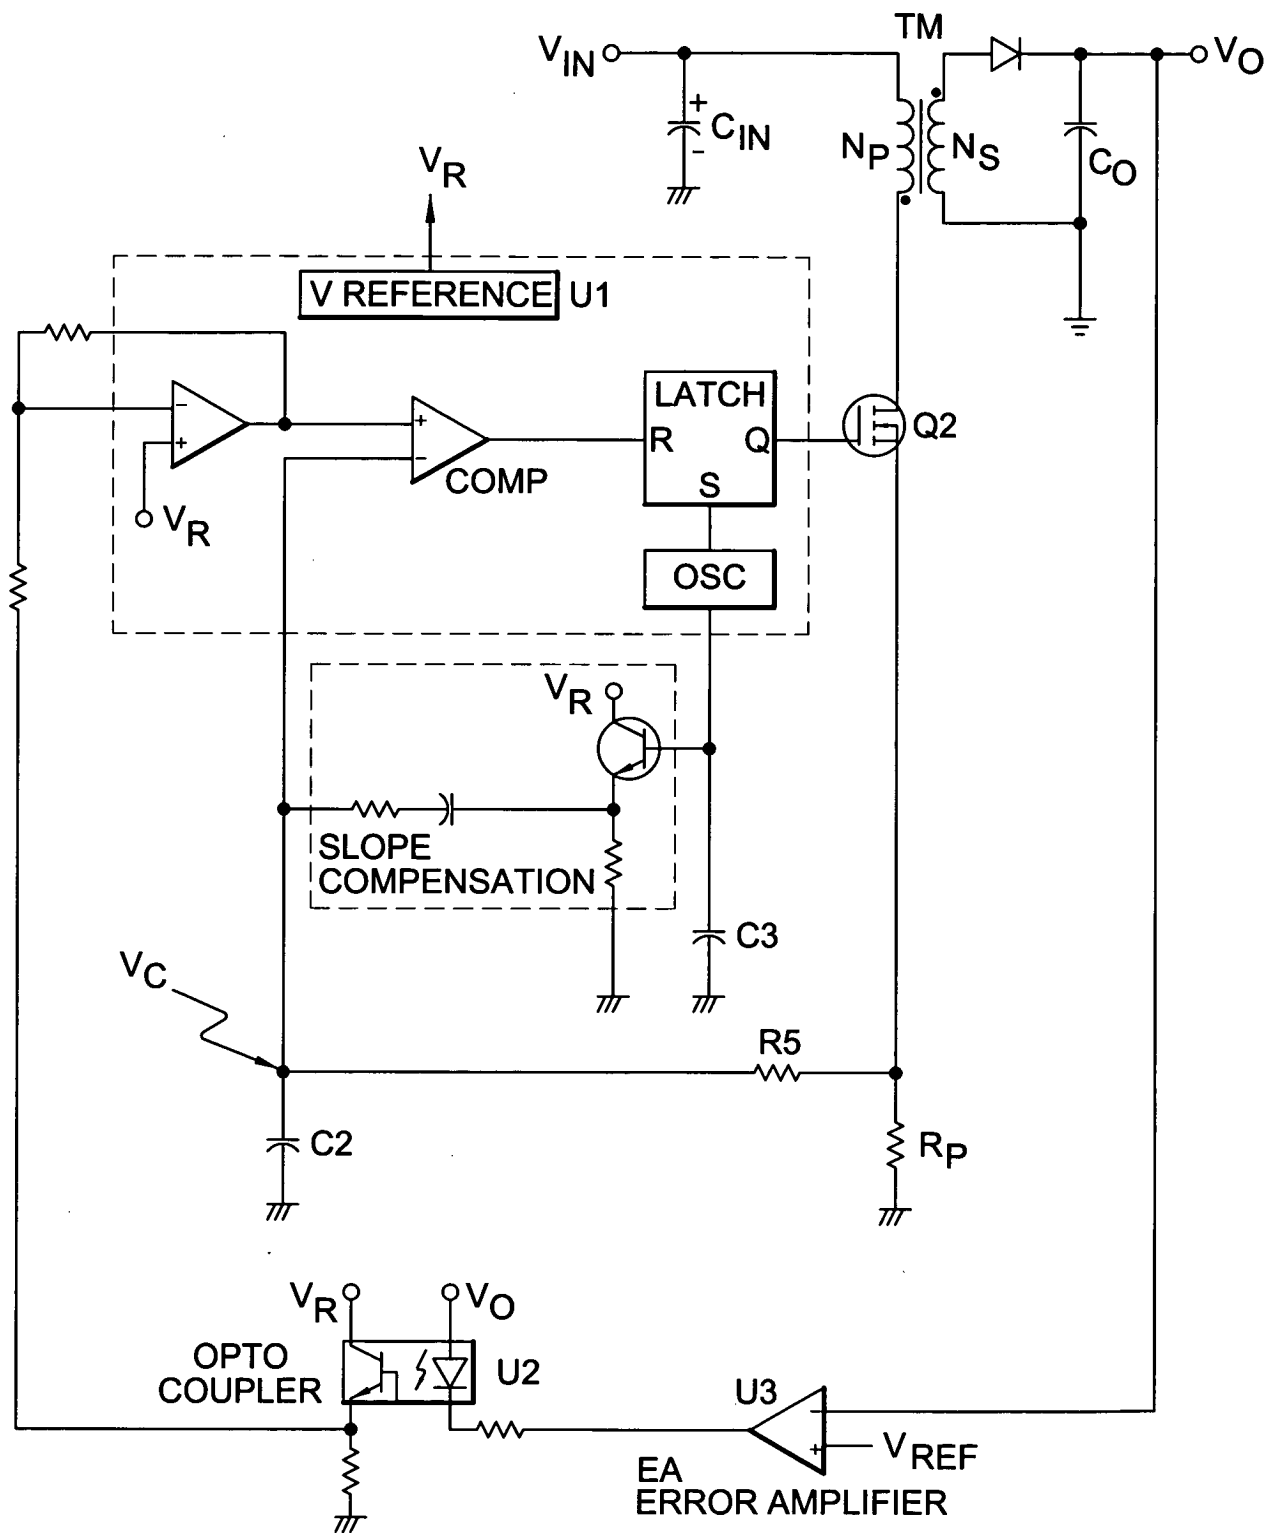 TM
VIN
VO
+
CIN
-
NP
NS
CO
VR
V REFERENCE
U1
LATCH
R
Q
S
Q2
-
+
+
-
COMP
VR
OSC
VR
SLOPE
COMPENSATION
C3
VC
R5
C2
RP
VR
VO
OPTO
COUPLER
U2
U3
-
+
VREF
EA
ERROR AMPLIFIER